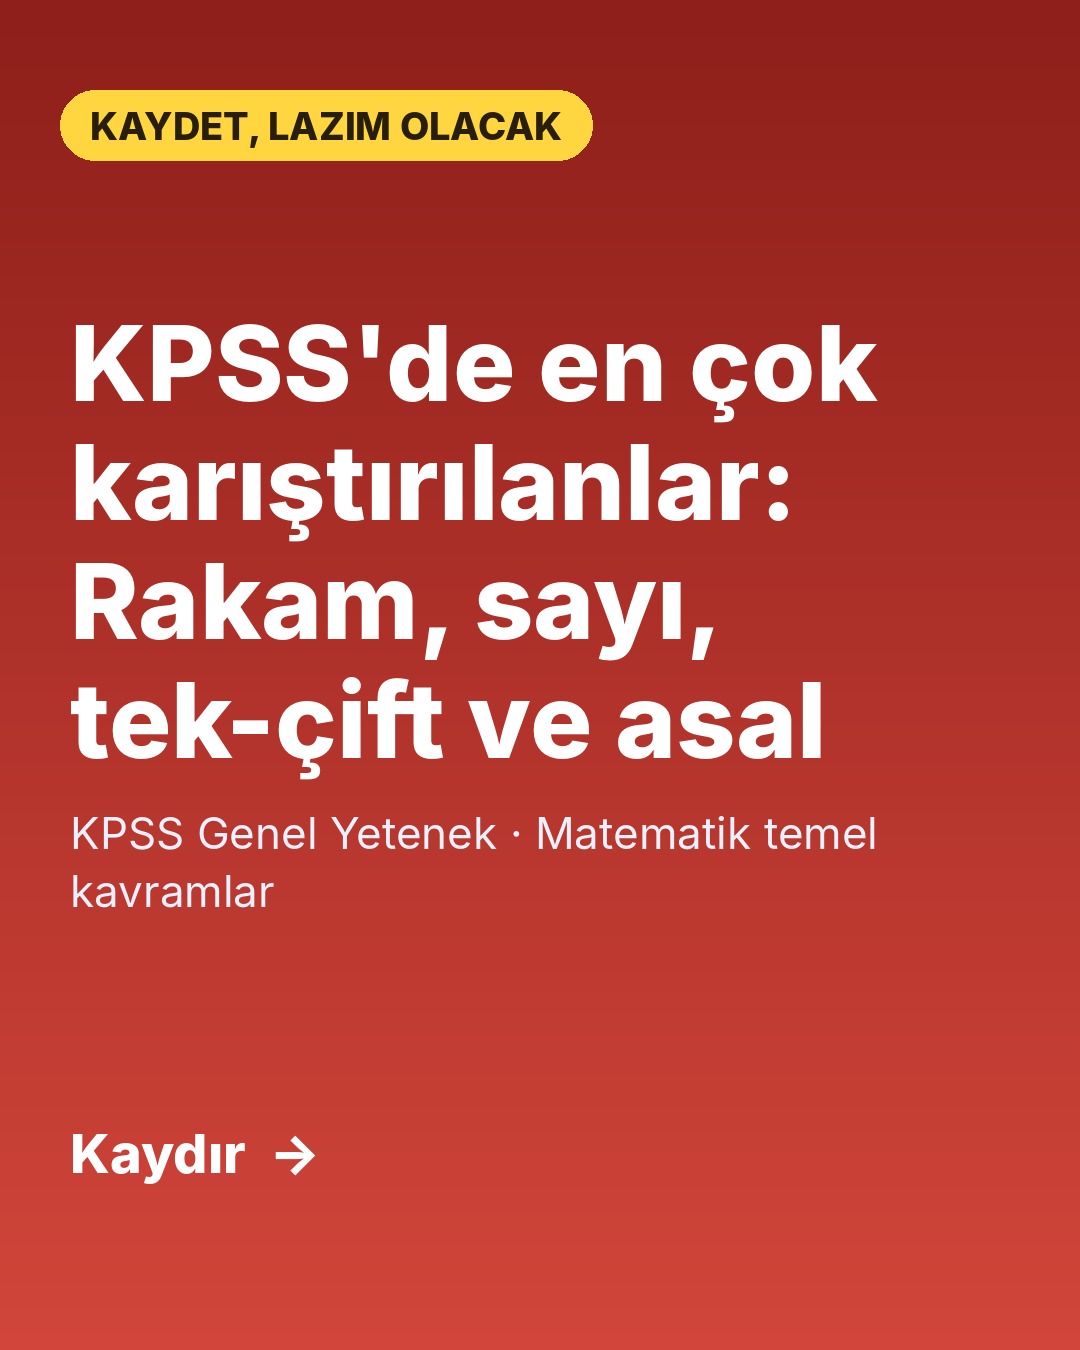 KAYDET, LAZIM OLACAK
KPSS'de en çok
karıştırılanlar:
Rakam, sayı,
tek-çift ve asal
KPSS Genel Yetenek · Matematik temel
kavramlar
Kaydır →